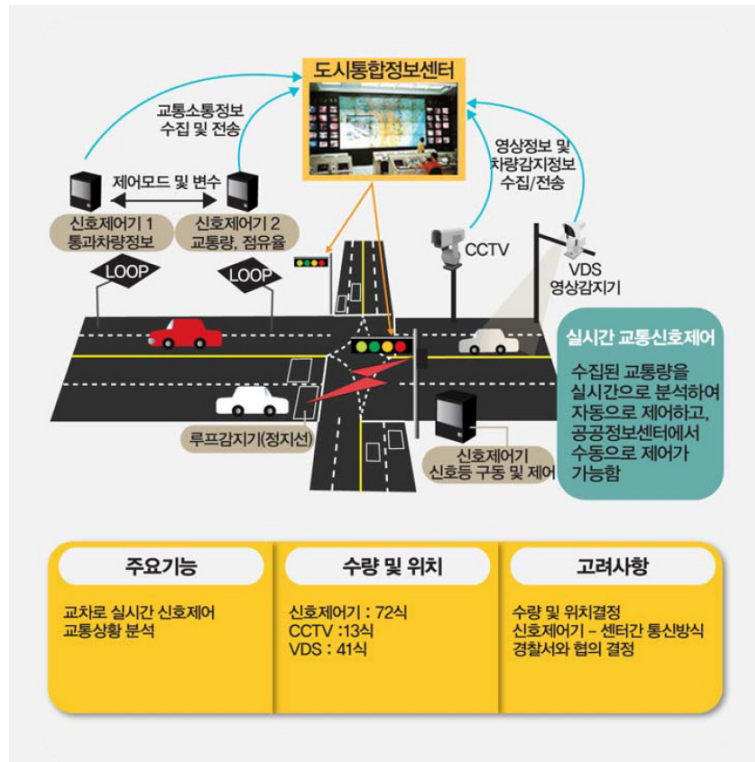 도시통합정보센터
교통소통정보
수집 및 전송
영상정보 및
차량감지정보
수집/전송
제어모드 및 변수
신호제어기 1
통과차량정보
신호제어기 2
교통량, 점유율
LOOP
LOOP
CCTV
VDS
영상감지기
실시간 교통신호제어
수집된 교통량을
실시간으로 분석하여
자동으로 제어하고,
공공정보센터에서
수동으로 제어가
가능함
루프감지기(정지선)
신호제어기
신호등 구동 및 제어
주요기능
교차로 실시간 신호제어
교통상황 분석
수량 및 위치
신호제어기 : 72식
CCTV :13식
VDS : 41식
고려사항
수량 및 위치결정
신호제어기 – 센터간 통신방식
경찰서와 협의 결정